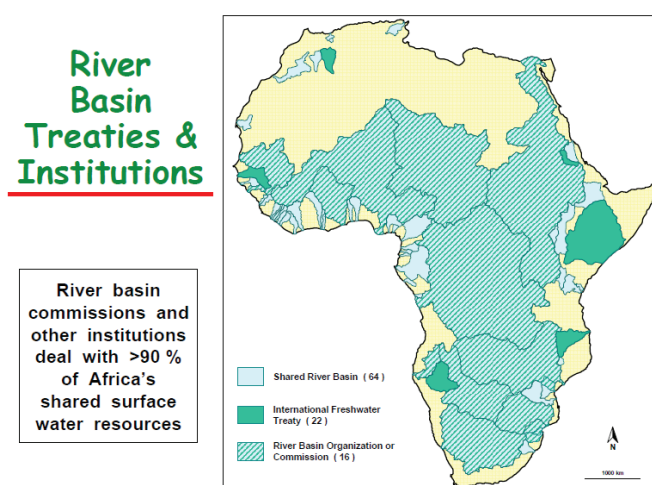 River
Basin
Treaties &
Institutions
River basin
commissions and
other institutions
deal with >90 %
of Africa's
shared surface
water resources
Shared River Basin ( 64 )
International Freshwater
Treaty ( 22 )
River Basin Organization or
Commission ( 16 )
N
1000 km